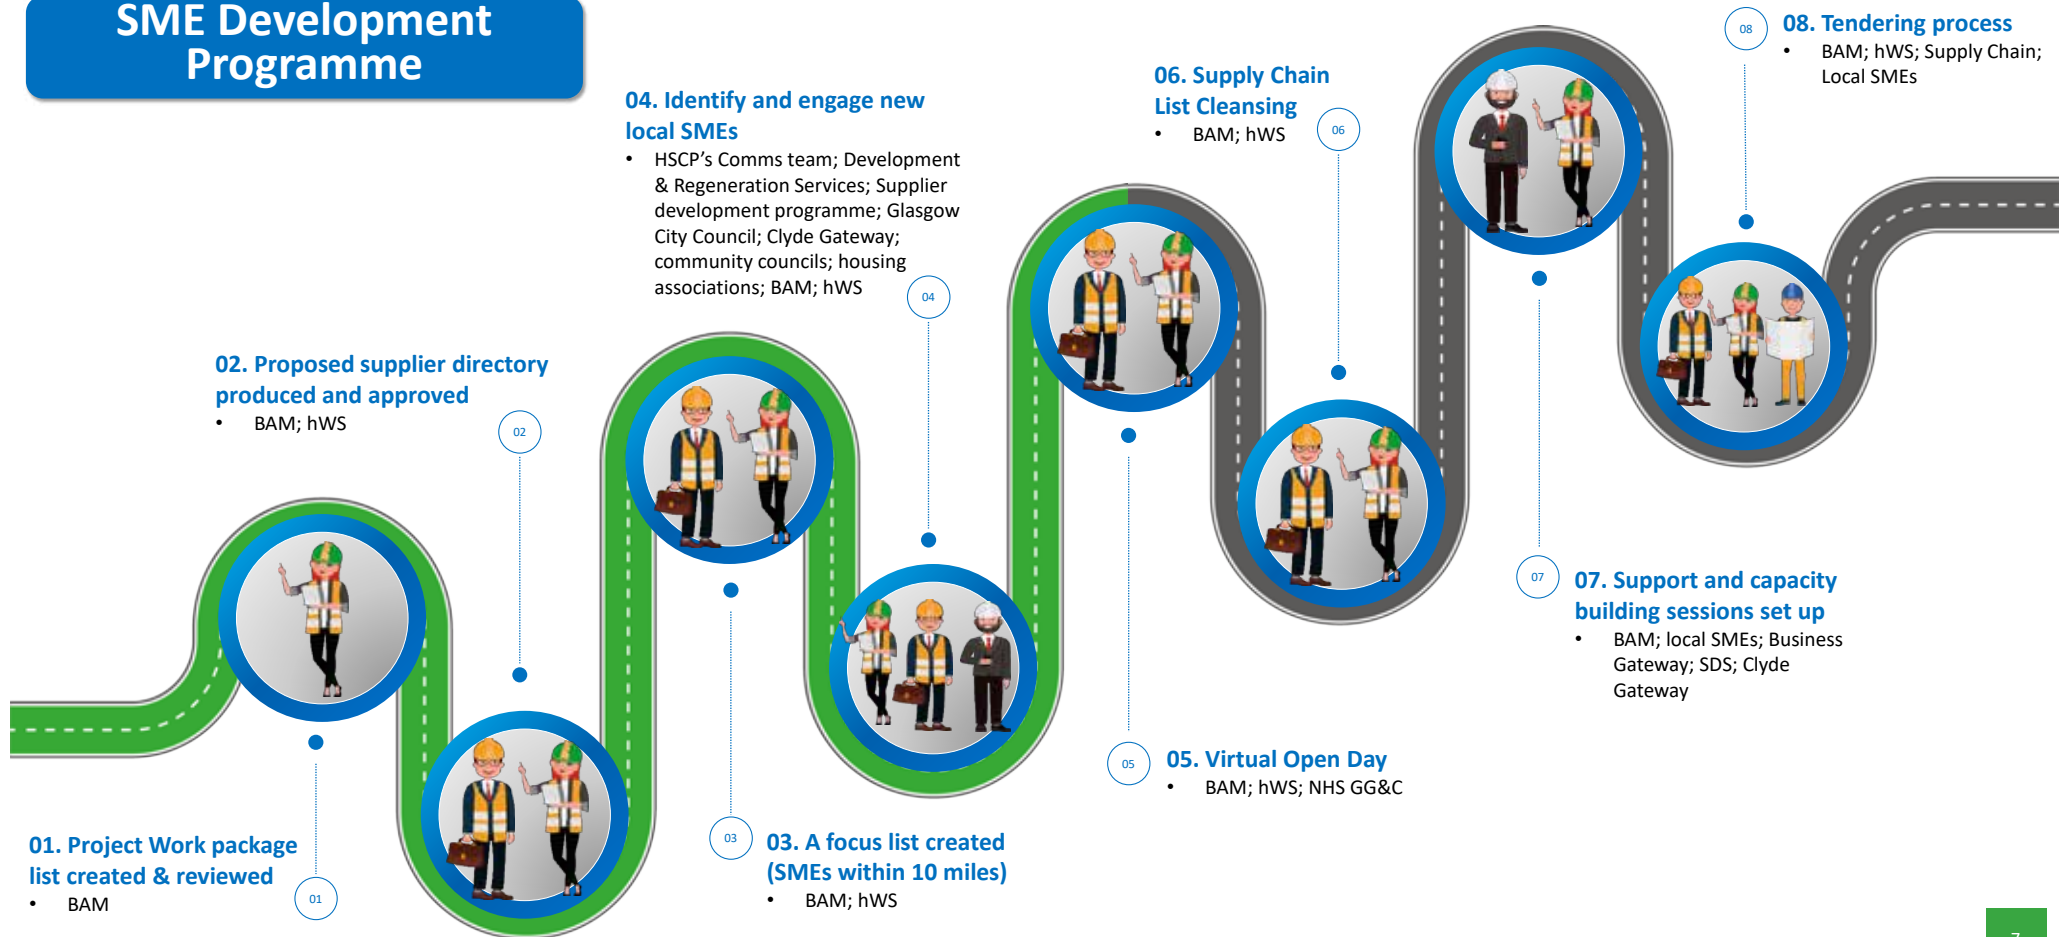 SME Development
Programme
01. Project Work package
list created & reviewed
• BAM
01
02. Proposed supplier directory
produced and approved
• BAM; hWS
02
03
03. A focus list created
(SMEs within 10 miles)
• BAM; hWS
04. Identify and engage new
local SMEs
• HSCP's Comms team; Development
& Regeneration Services; Supplier
development programme; Glasgow
City Council; Clyde Gateway;
community councils; housing
associations; BAM; hWS
04
05
05. Virtual Open Day
• BAM; hWS; NHS GG&C
06. Supply Chain
List Cleansing
• BAM; hWS
06
07
07. Support and capacity
building sessions set up
• BAM; local SMEs; Business
Gateway; SDS; Clyde
Gateway
08
08. Tendering process
• BAM; hWS; Supply Chain;
Local SMEs